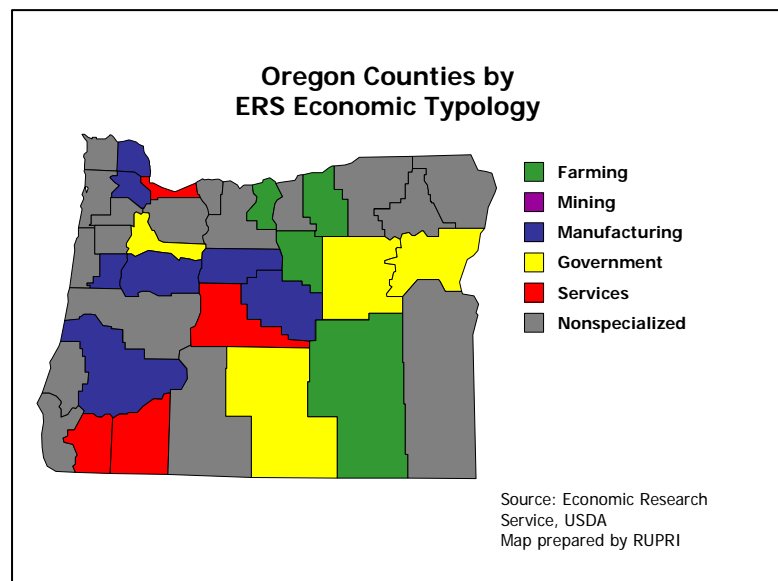 Oregon Counties by
ERS Economic Typology
Farming
Mining
Manufacturing
Government
Services
Nonspecialized
Source: Economic Research
Service, USDA
Map prepared by RUPRI